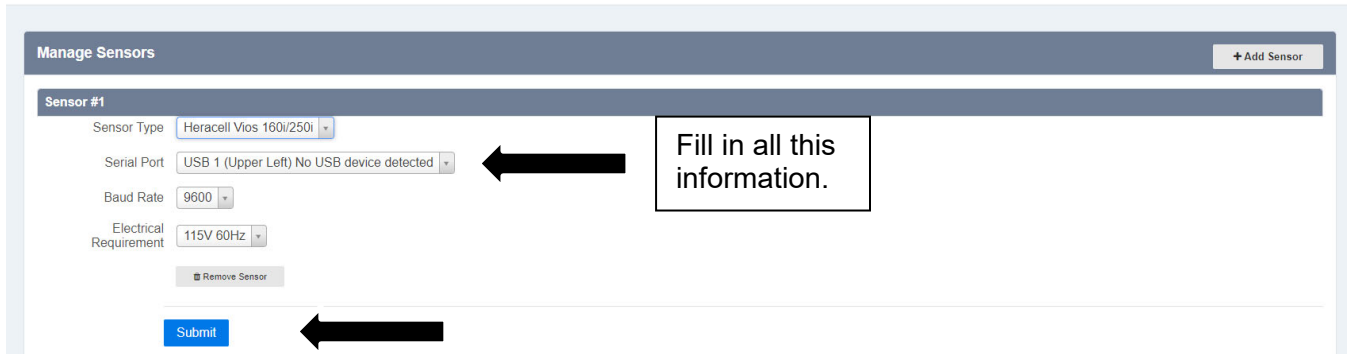 Manage Sensors
+ Add Sensor
Sensor #1
Sensor Type Heracell Vios 160i/250i
Serial Port USB 1 (Upper Left) No USB device detected
Fill in all this
information.
Baud Rate 9600
Electrical
Requirement 115V 60Hz
Remove Sensor
Submit